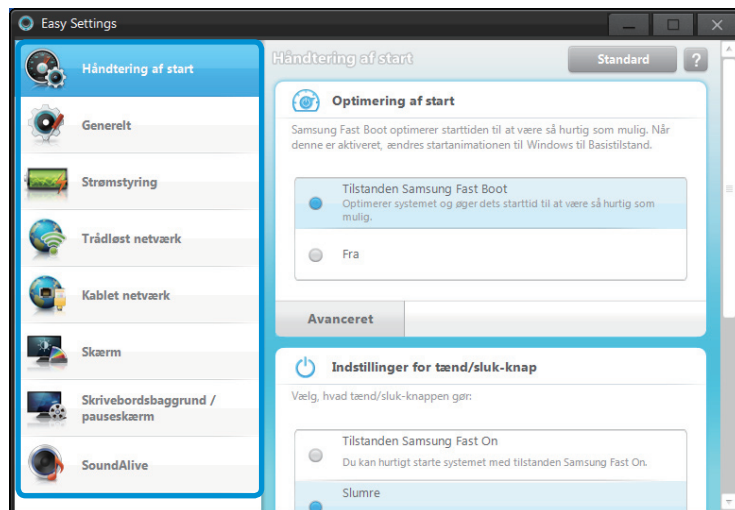 Easy Settings
Håndtering af start
Generelt
Strømstyring
Trådløst netværk
Kablet netværk
Skærm
Skrivebordsbaggrund /
pauseskærm
SoundAlive
Håndtering af start
Standard
?
Optimering af start
Samsung Fast Boot optimerer starttiden til at være så hurtig som mulig. Når
denne er aktiveret, ændres startanimationen til Windows til Basistilstand.
Tilstanden Samsung Fast Boot
Optimerer systemet og øger dets starttid til at være så hurtig som
mulig.
Fra
Avanceret
Indstillinger for tænd/sluk-knap
Vælg, hvad tænd/sluk-knappen gør:
Tilstanden Samsung Fast On
Du kan hurtigt starte systemet med tilstanden Samsung Fast On.
Slumre